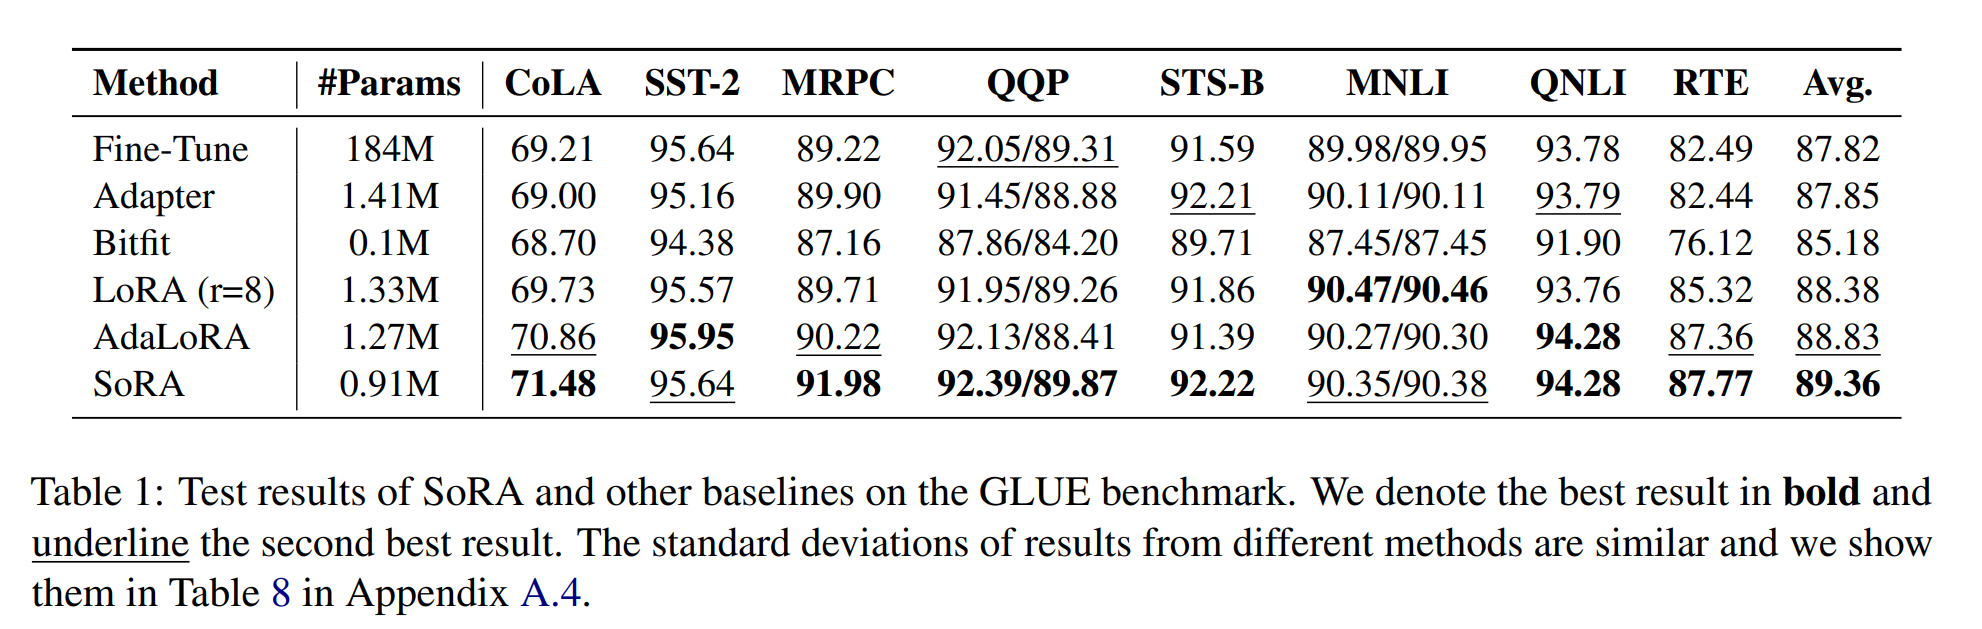 Method #Params CoLA SST-2 MRPC QQP STS-B MNLI QNLI RTE Avg.
Fine-Tune 184M 69.21 95.64 89.22 92.05/89.31 91.59 89.98/89.95 93.78 82.49 87.82
Adapter 1.41M 69.00 95.16 89.90 91.45/88.88 92.21 90.11/90.11 93.79 82.44 87.85
Bitfit 0.1M 68.70 94.38 87.16 87.86/84.20 89.71 87.45/87.45 91.90 76.12 85.18
LoRA (r=8) 1.33M 69.73 95.57 89.71 91.95/89.26 91.86 90.47/90.46 93.76 85.32 88.38
AdaLoRA 1.27M 70.86 95.95 90.22 92.13/88.41 91.39 90.27/90.30 94.28 87.36 88.83
SoRA 0.91M 71.48 95.64 91.98 92.39/89.87 92.22 90.35/90.38 94.28 87.77 89.36
Table 1: Test results of SoRA and other baselines on the GLUE benchmark. We denote the best result in bold and
underline the second best result. The standard deviations of results from different methods are similar and we show
them in Table 8 in Appendix A.4.